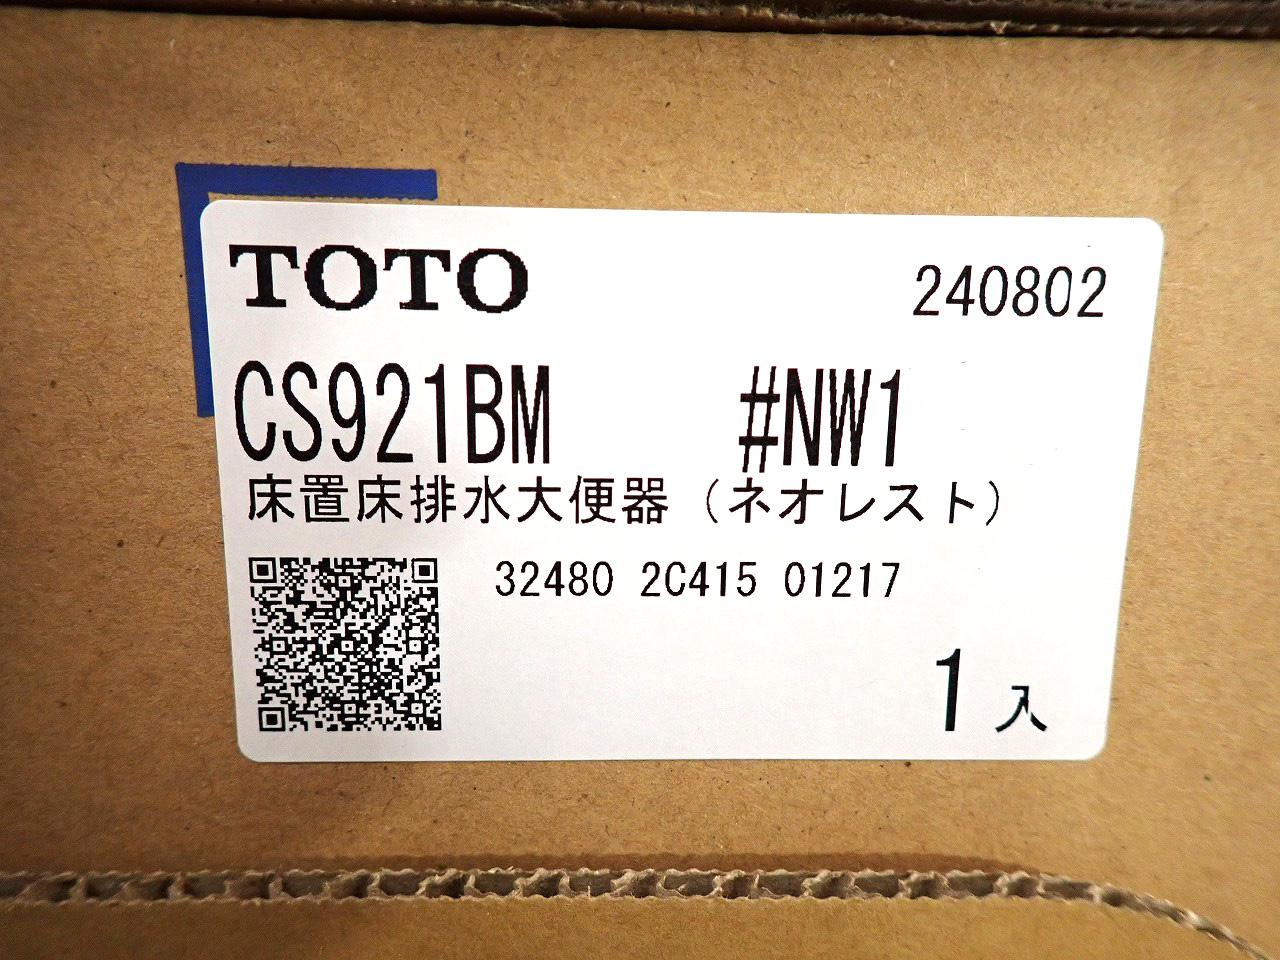 TOTO 240802
CS921BM #NW1
床置床排水大便器（ネオレスト）
32480 2C415 01217
1入